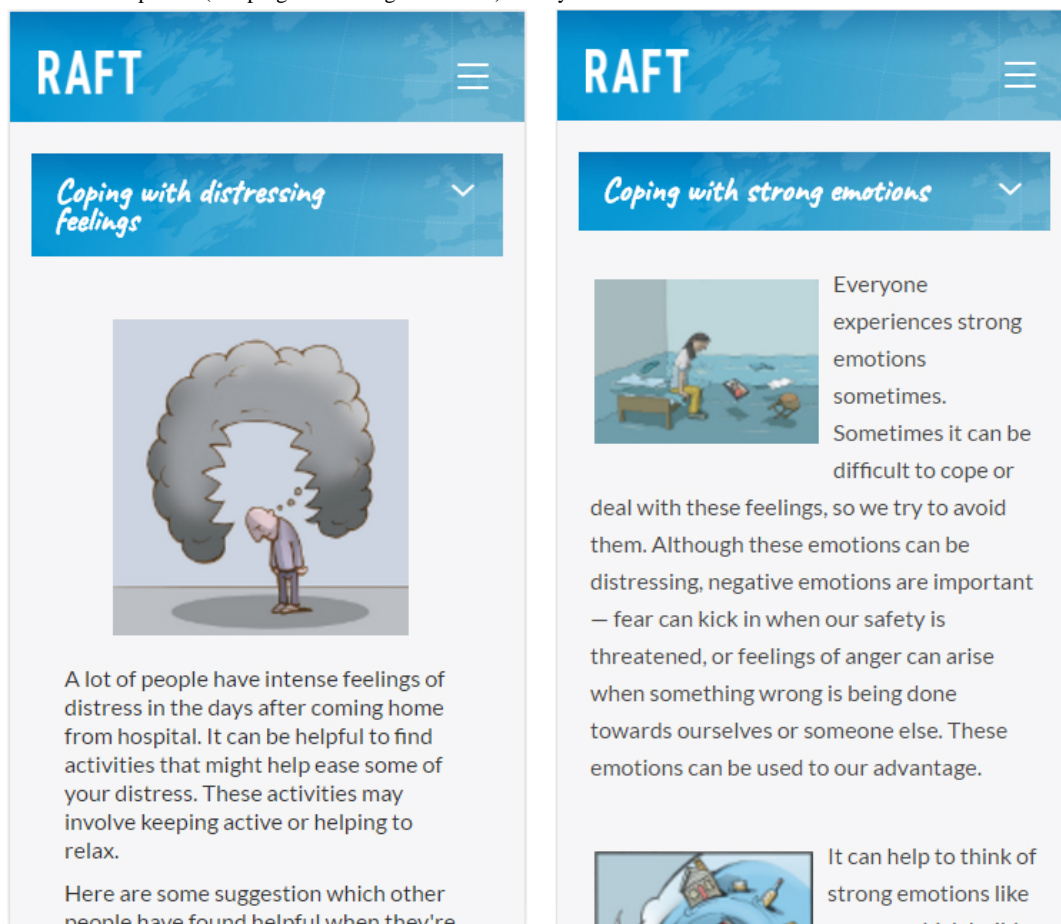 RAFT
Coping with distressing
feelings
A lot of people have intense feelings of
distress in the days after coming home
from hospital. It can be helpful to find
activities that might help ease some of
your distress. These activities may
involve keeping active or helping to
relax.
Here are some suggestion which other
people have found helpful when they're
RAFT
Coping with strong emotions
Everyone
experiences strong
emotions
sometimes.
Sometimes it can be
difficult to cope or
deal with these feelings, so we try to avoid
them. Although these emotions can be
distressing, negative emotions are important
— fear can kick in when our safety is
threatened, or feelings of anger can arise
when something wrong is being done
towards ourselves or someone else. These
emotions can be used to our advantage.
It can help to think of
strong emotions like